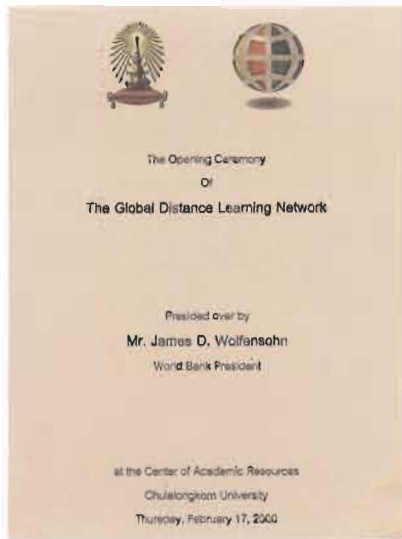 The Opening Ceremony
Of
The Global Distance Learning Network
Presided over by
Mr. James D. Wolfensohn
World Bank President
at the Center of Academic Resources
Chulalongkorn University
Thursday, February 17, 2000